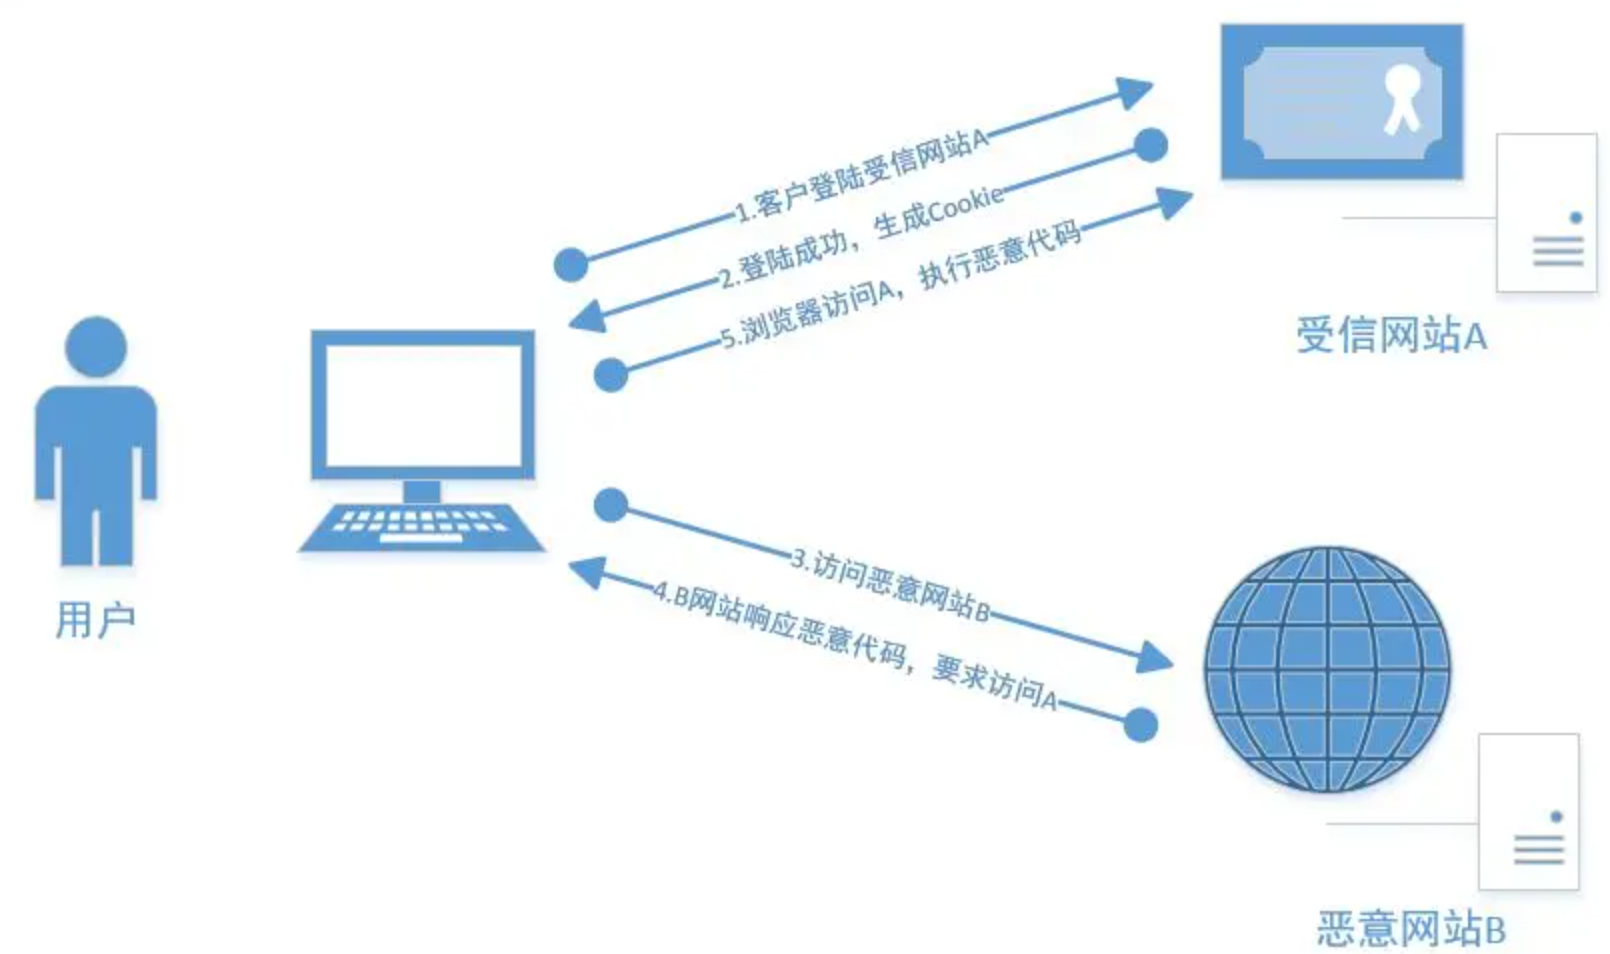 1.客户登陆受信网站A
2.登陆成功，生成Cookie
5.浏览器访问A，执行恶意代码
受信网站A
用户
3.访问恶意网站B
4.B网站响应恶意代码，要求访问A
恶意网站B